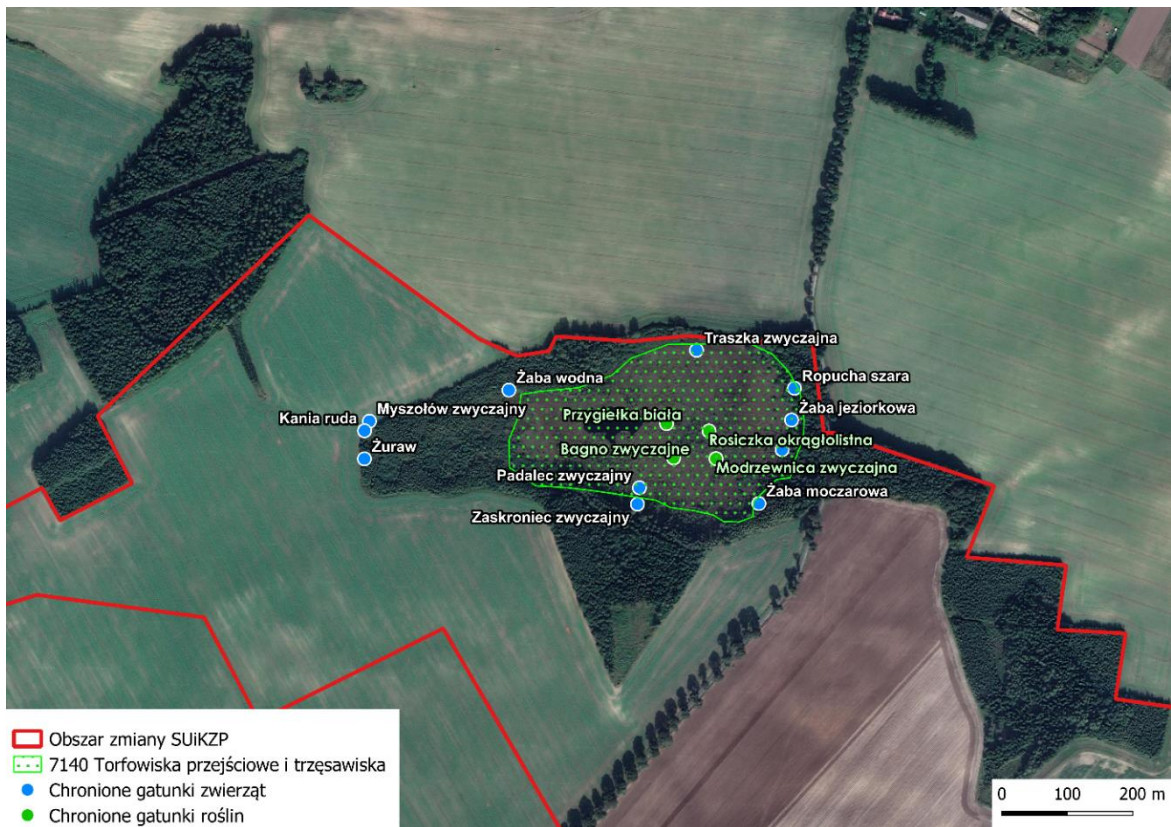 Traszka zwyczajna
Żaba wodna
Ropucha szara
Myszołów zwyczajny
Kania ruda
Przygiełka biała
Żaba jeziorkowa
Rosiczka okrągłolistna
Żuraw
Bagno zwyczajne
Modrzewnica zwyczajna
Padalec zwyczajny
Żaba moczarowa
Zaskroniec zwyczajny
Obszar zmiany SUiKZP
7140 Torfowiska przejściowe i trzęsawiska
Chronione gatunki zwierząt
Chronione gatunki roślin
0 100 200 m